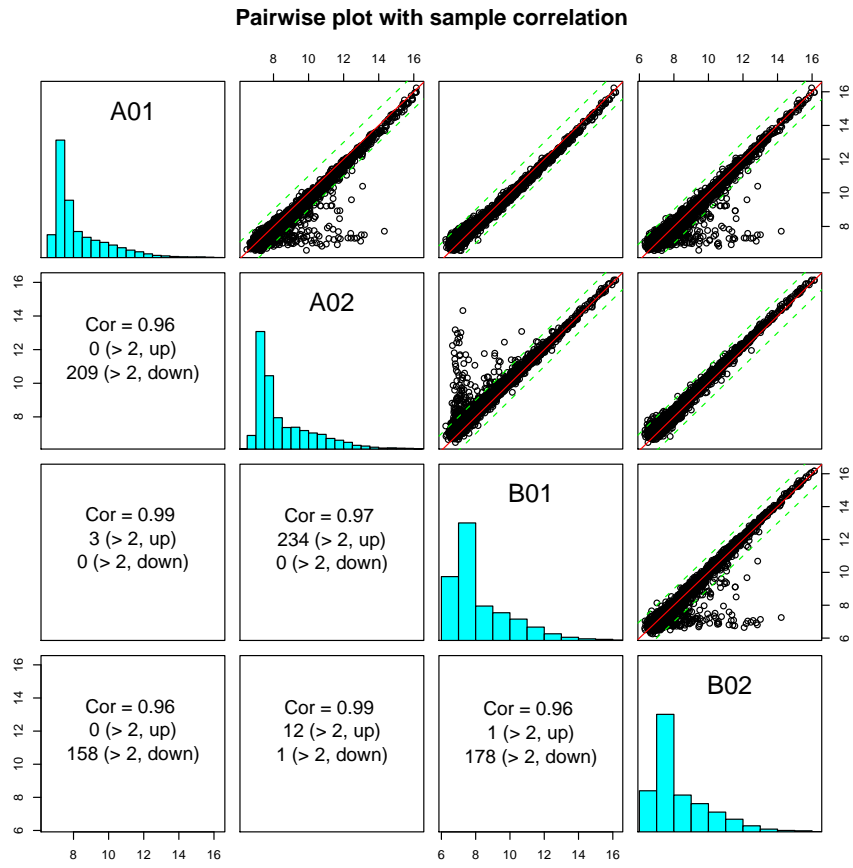 Pairwise plot with sample correlation
6 8 10 12 14 16
A01
8 10 12 14 16
8 10 12 14 16
A02
Cor = 0.96
0 (> 2, up)
209 (> 2, down)
8 10 12 14 16
B01
Cor = 0.99
3 (> 2, up)
0 (> 2, down)
Cor = 0.97
234 (> 2, up)
0 (> 2, down)
6 8 10 12 14 16
6 8 10 12 14 16
B02
Cor = 0.96
0 (> 2, up)
158 (> 2, down)
Cor = 0.99
12 (> 2, up)
1 (> 2, down)
Cor = 0.96
1 (> 2, up)
178 (> 2, down)
8 10 12 14 16
6 8 10 12 14 16